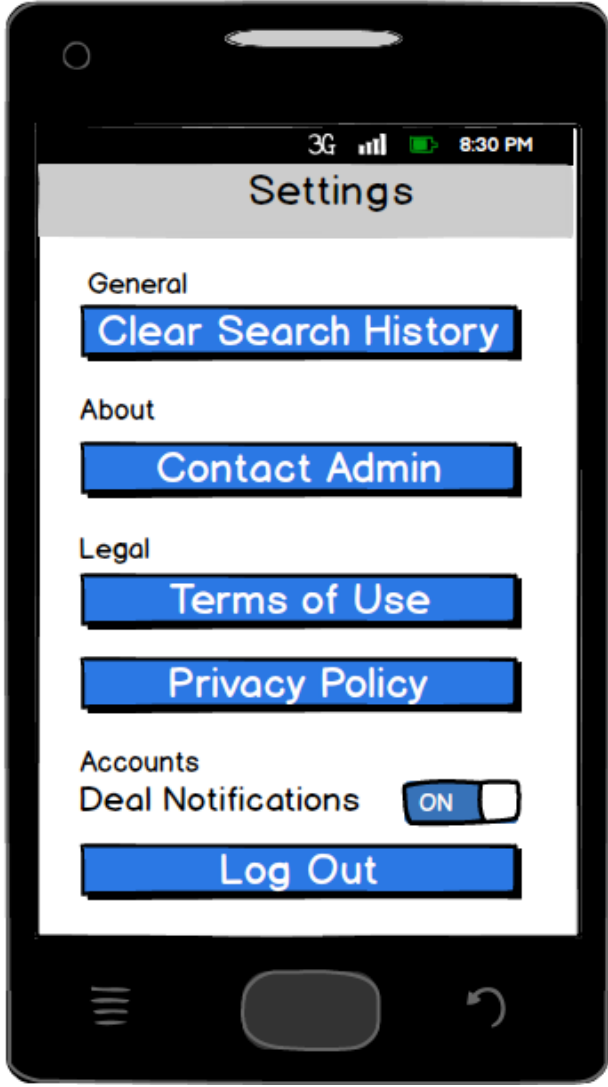 3G 8:30 PM
Settings
General
Clear Search History
About
Contact Admin
Legal
Terms of Use
Privacy Policy
Accounts
Deal Notifications ON
Log Out